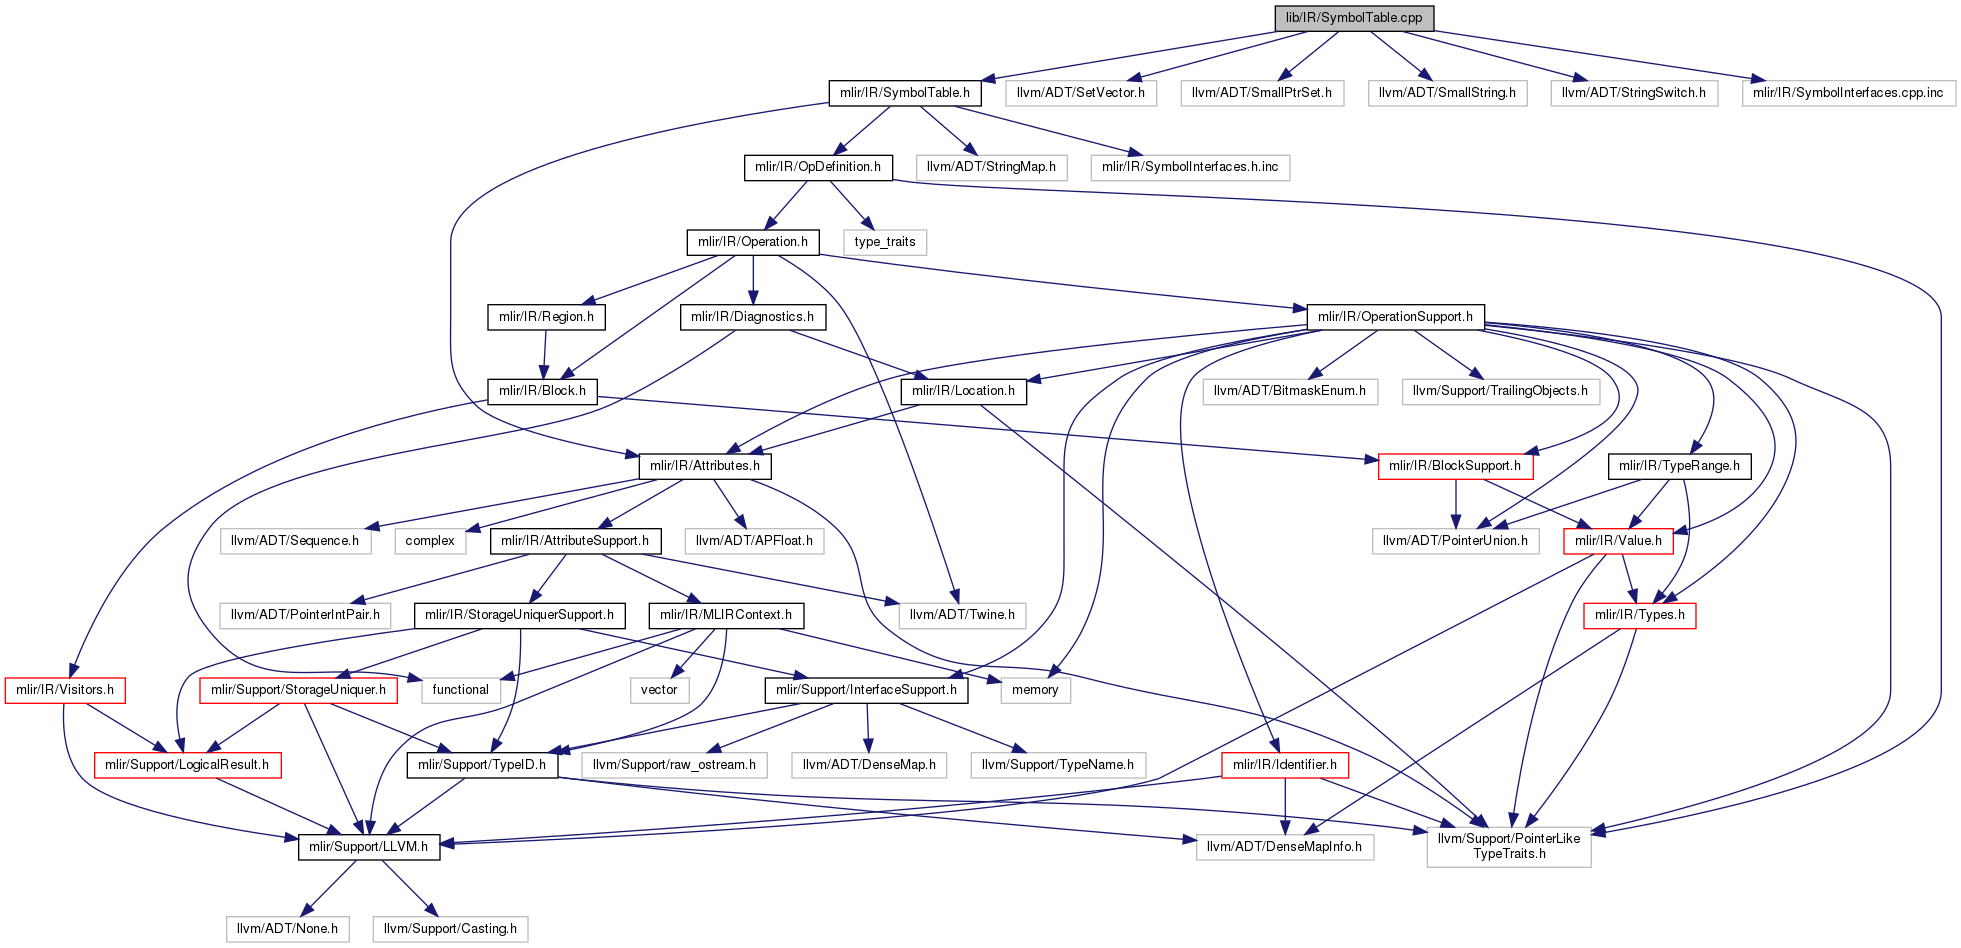 lib/IR/SymbolTable.cpp
mlir/IR/SymbolTable.h
llvm/ADT/SetVector.h
llvm/ADT/SmallPtrSet.h
llvm/ADT/SmallString.h
llvm/ADT/StringSwitch.h
mlir/IR/SymbolInterfaces.cpp.inc
mlir/IR/OpDefinition.h
llvm/ADT/StringMap.h
mlir/IR/SymbolInterfaces.h.inc
mlir/IR/Operation.h
type_traits
mlir/IR/Region.h
mlir/IR/Diagnostics.h
mlir/IR/OperationSupport.h
mlir/IR/Block.h
mlir/IR/Location.h
llvm/ADT/BitmaskEnum.h
llvm/Support/TrailingObjects.h
mlir/IR/Attributes.h
mlir/IR/BlockSupport.h
mlir/IR/TypeRange.h
llvm/ADT/Sequence.h
complex
mlir/IR/AttributeSupport.h
llvm/ADT/APFloat.h
llvm/ADT/PointerUnion.h
mlir/IR/Value.h
llvm/ADT/PointerIntPair.h
mlir/IR/StorageUniquerSupport.h
mlir/IR/MLIRContext.h
llvm/ADT/Twine.h
mlir/IR/Types.h
mlir/IR/Visitors.h
mlir/Support/StorageUniquer.h
functional
vector
mlir/Support/InterfaceSupport.h
memory
mlir/Support/LogicalResult.h
mlir/Support/TypeID.h
llvm/Support/raw_ostream.h
llvm/ADT/DenseMap.h
llvm/Support/TypeName.h
mlir/IR/Identifier.h
mlir/Support/LLVM.h
llvm/ADT/DenseMapInfo.h
llvm/Support/PointerLike
TypeTraits.h
llvm/ADT/None.h
llvm/Support/Casting.h